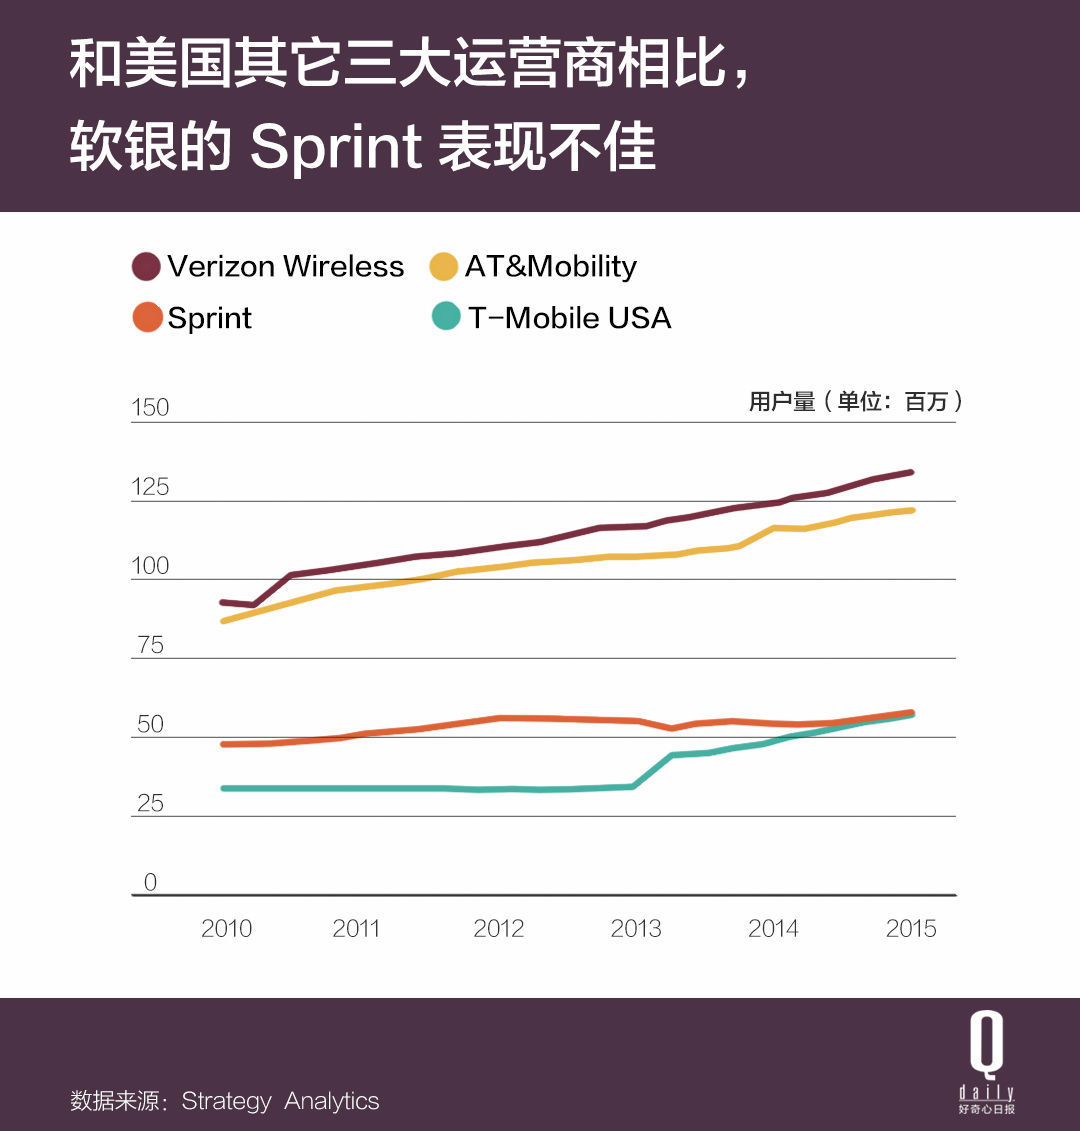 和美国其它三大运营商相比，
软银的 Sprint 表现不佳
Verizon Wireless
AT&Mobility
Sprint
T-Mobile USA
用户量（单位：百万）
150
125
100
75
50
25
0
2010 2011 2012 2013 2014 2015
数据来源：Strategy Analytics
Q
daily
好奇心日报